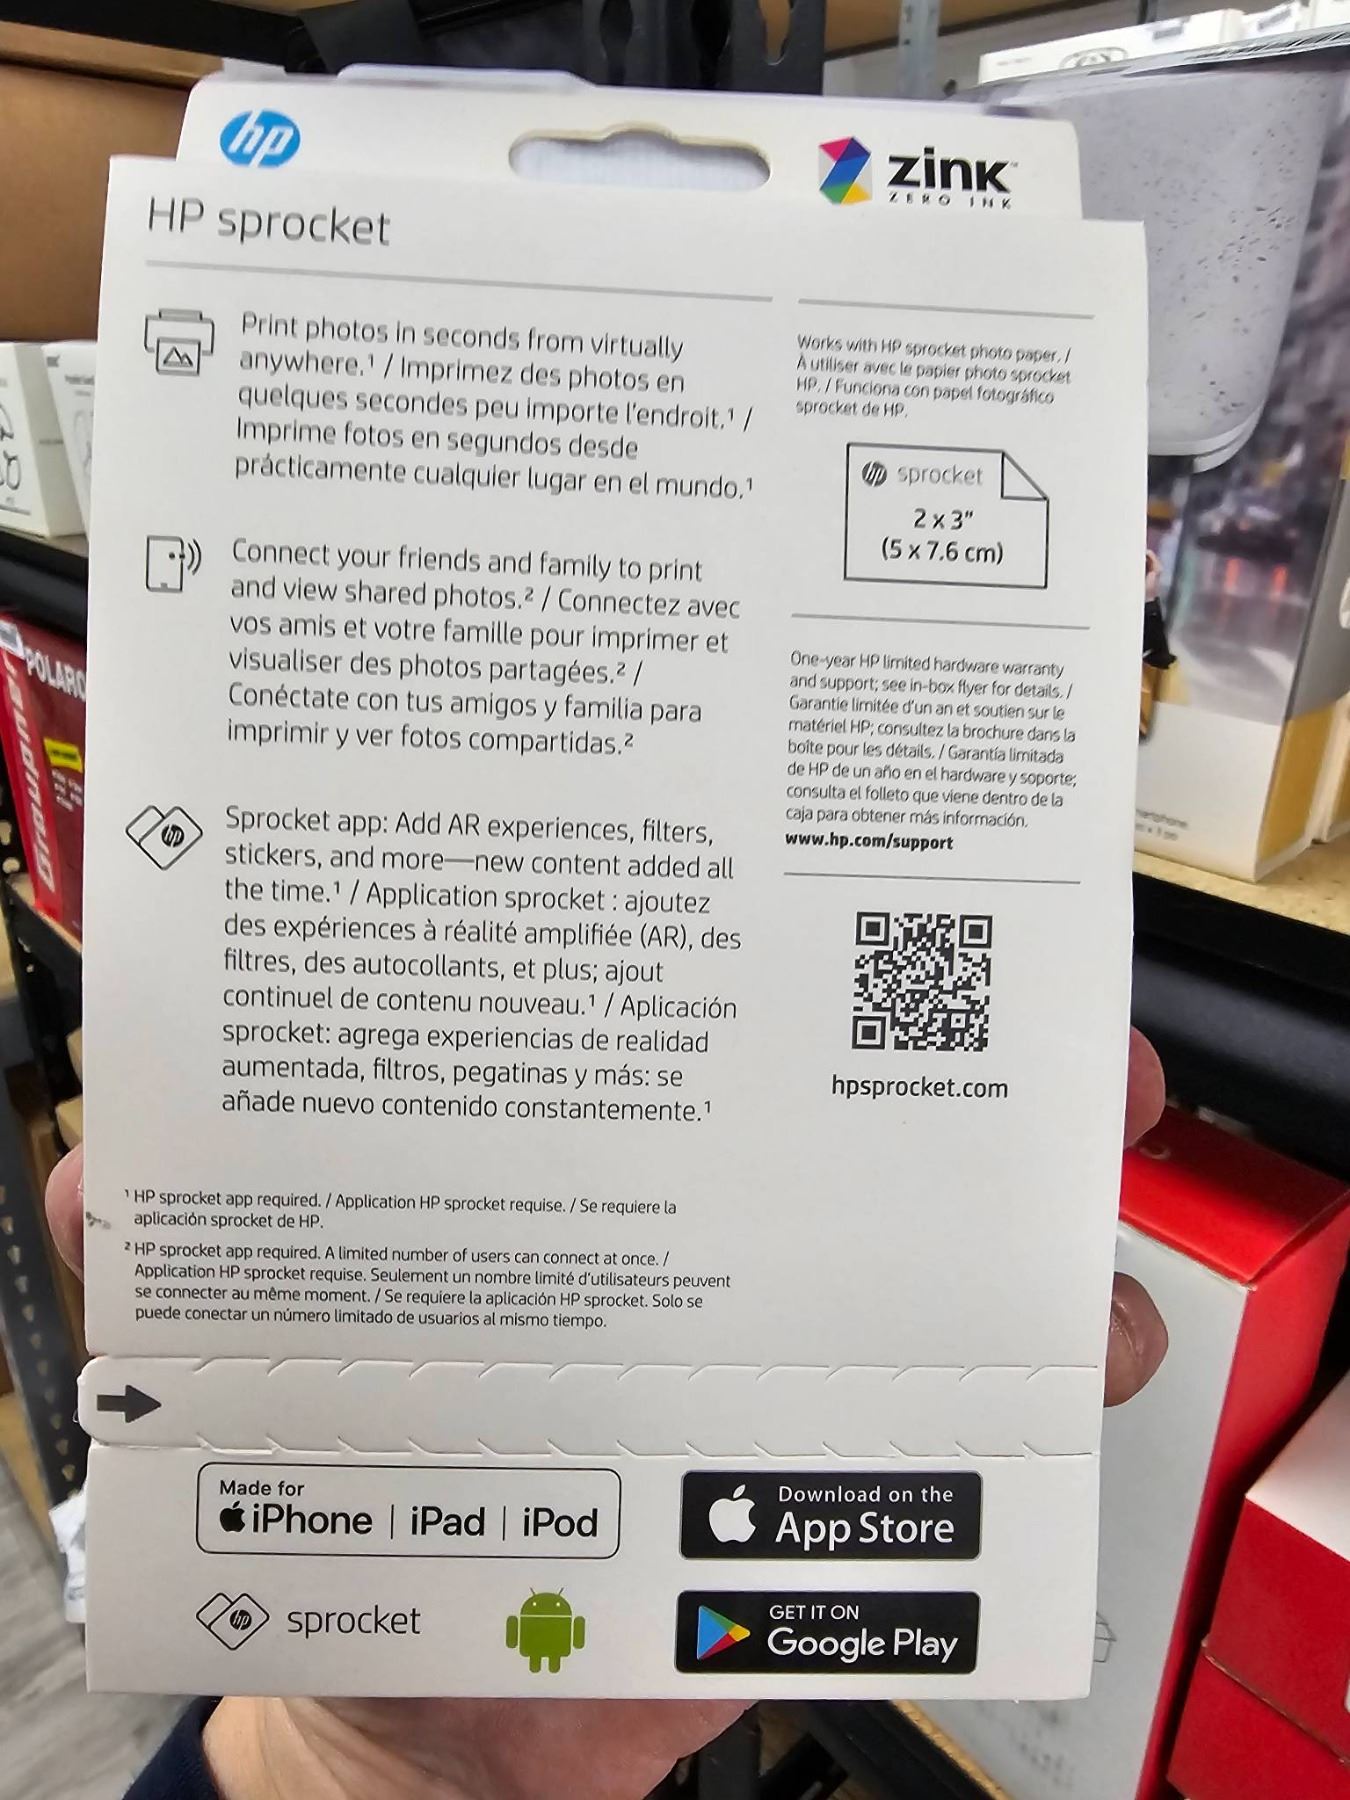 hp
zink™
ZERO INK
HP sprocket
Print photos in seconds from virtually
anywhere.¹ / Imprimez des photos en
quelques secondes peu importe l'endroit.¹ /
Imprime fotos en segundos desde
prácticamente cualquier lugar en el mundo.¹
Connect your friends and family to print
and view shared photos.² / Connectez avec
vos amis et votre famille pour imprimer et
visualiser des photos partagées.² /
Conéctate con tus amigos y familia para
imprimir y ver fotos compartidas.²
hp
Sprocket app: Add AR experiences, filters,
stickers, and more—new content added all
the time.¹ / Application sprocket : ajoutez
des expériences à réalité amplifiée (AR), des
filtres, des autocollants, et plus; ajout
continuel de contenu nouveau.¹ / Aplicación
sprocket: agrega experiencias de realidad
aumentada, filtros, pegatinas y más: se
añade nuevo contenido constantemente.¹
Works with HP sprocket photo paper. /
À utiliser avec le papier photo sprocket
HP. / Funciona con papel fotográfico
sprocket de HP.
hp sprocket
2 x 3"
(5 x 7.6 cm)
One-year HP limited hardware warranty
and support; see in-box flyer for details. /
Garantie limitée d'un an et soutien sur le
matériel HP; consultez la brochure dans la
boîte pour les détails. / Garantía limitada
de HP de un año en el hardware y soporte;
consulta el folleto que viene dentro de la
caja para obtener más información.
www.hp.com/support
hpsprocket.com
¹ HP sprocket app required. / Application HP sprocket requise. / Se requiere la
aplicación sprocket de HP.
² HP sprocket app required. A limited number of users can connect at once. /
Application HP sprocket requise. Seulement un nombre limité d'utilisateurs peuvent
se connecter au même moment. / Se requiere la aplicación HP sprocket. Solo se
puede conectar un número limitado de usuarios al mismo tiempo.
Made for
iPhone | iPad | iPod
Download on the
App Store
hp sprocket
GET IT ON
Google Play